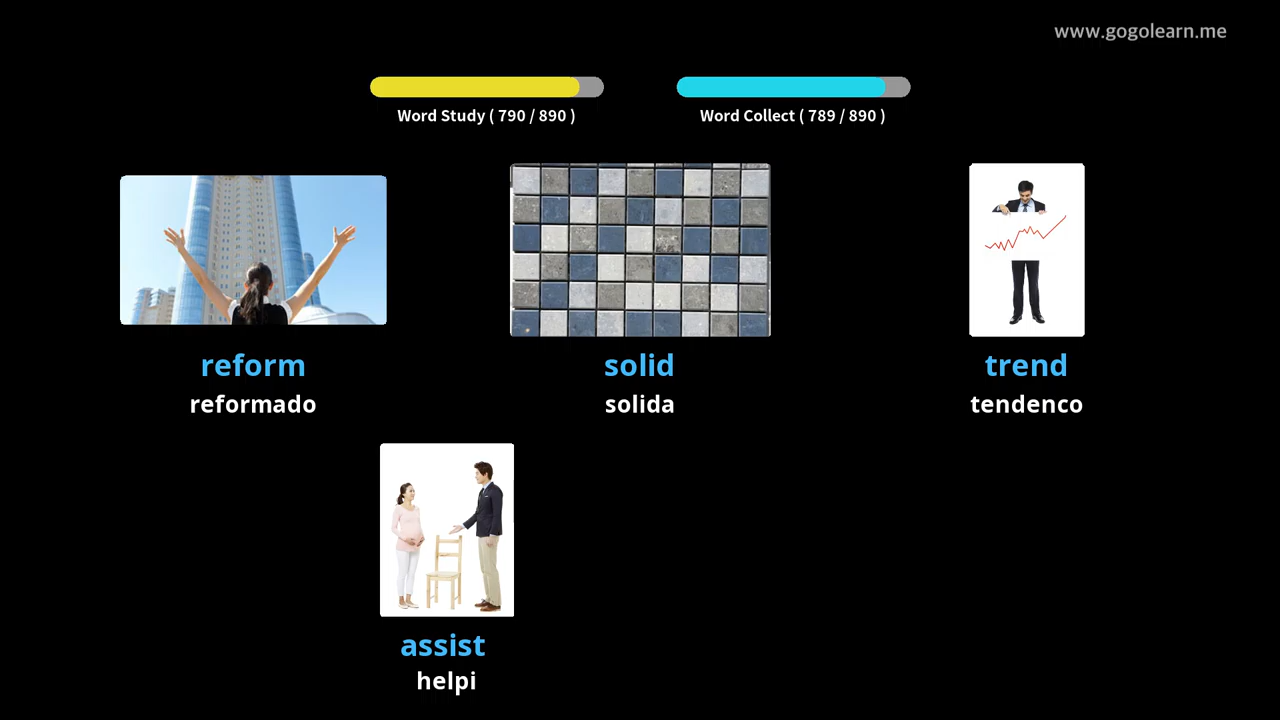 www.gogolearn.me
Word Study ( 790 / 890 )
Word Collect ( 789 / 890 )
reform
reformado
solid
solida
trend
tendenco
assist
helpi